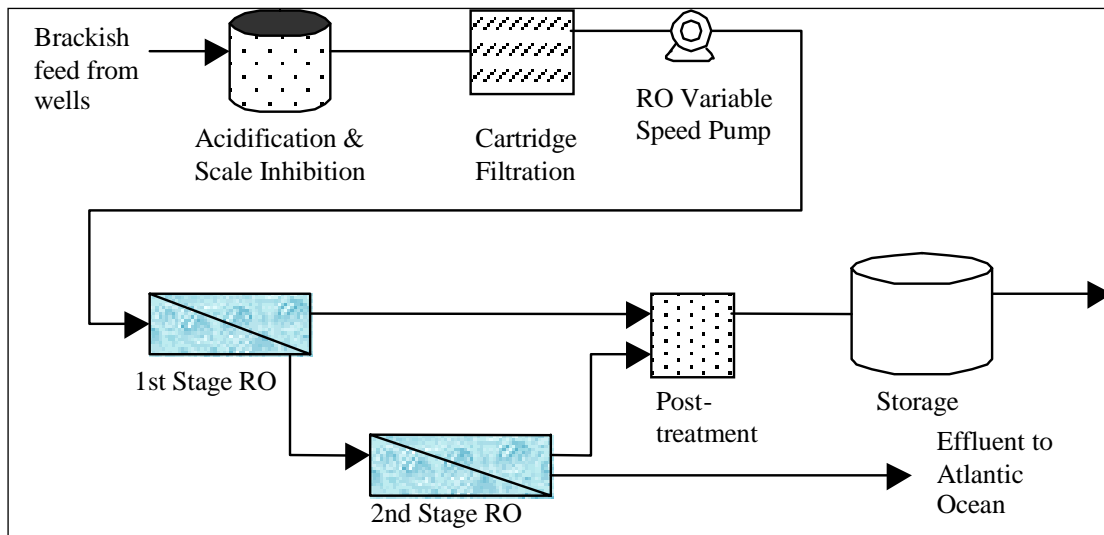 Brackish
feed from
wells
Acidification &
Scale Inhibition
Cartridge
Filtration
RO Variable
Speed Pump
1st Stage RO
Post-
treatment
Storage
2nd Stage RO
Effluent to
Atlantic
Ocean